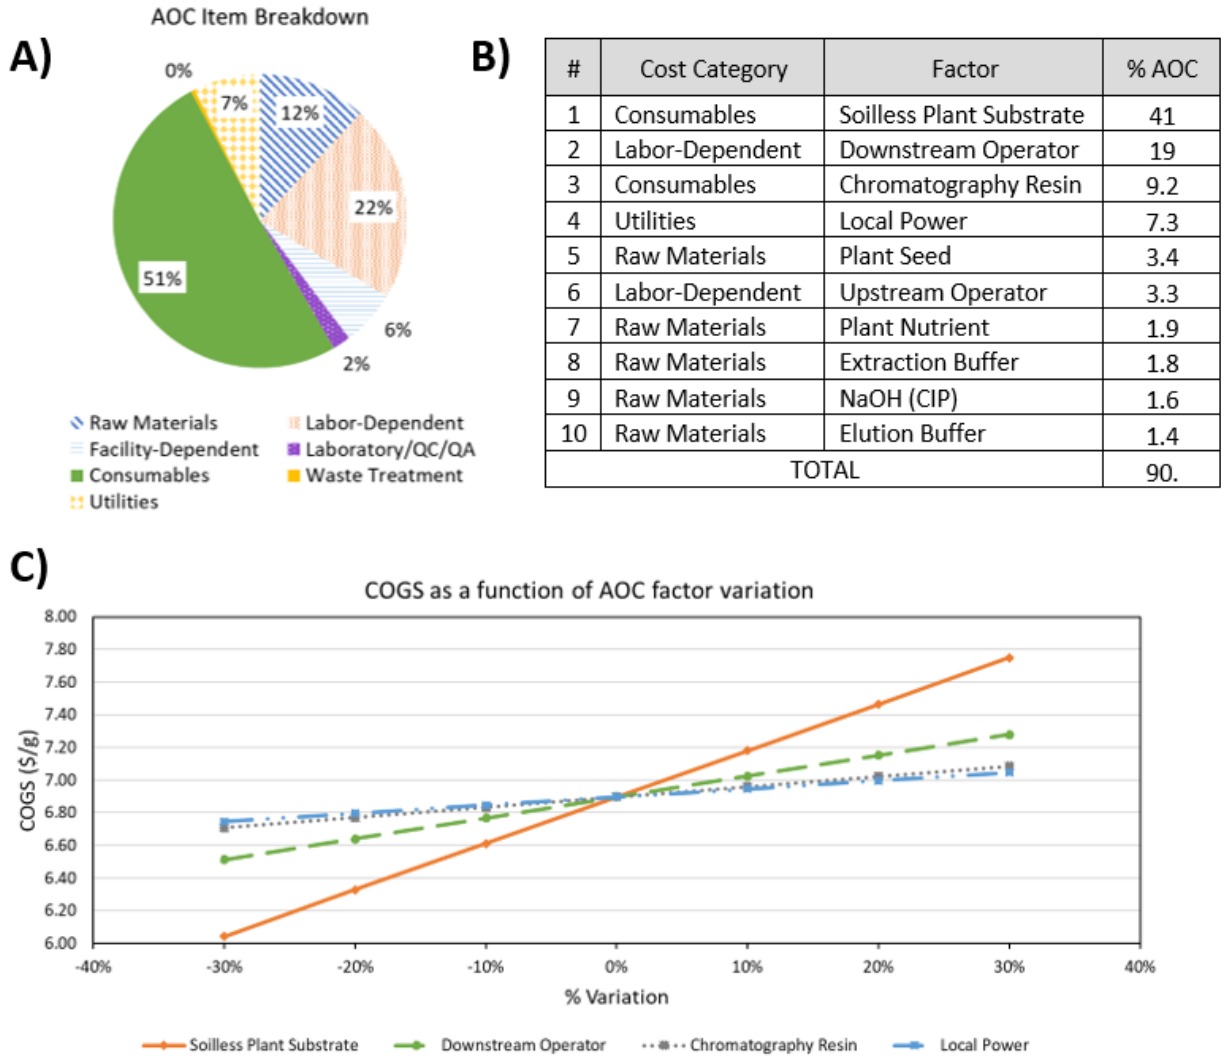 AOC Item Breakdown
A)
0%
7%
12%
22%
51%
6%
2%
Raw Materials
Labor-Dependent
Facility-Dependent
Laboratory/QC/QA
Consumables
Waste Treatment
Utilities
B)
# Cost Category Factor % AOC
1 Consumables Soilless Plant Substrate 41
2 Labor-Dependent Downstream Operator 19
3 Consumables Chromatography Resin 9.2
4 Utilities Local Power 7.3
5 Raw Materials Plant Seed 3.4
6 Labor-Dependent Upstream Operator 3.3
7 Raw Materials Plant Nutrient 1.9
8 Raw Materials Extraction Buffer 1.8
9 Raw Materials NaOH (CIP) 1.6
10 Raw Materials Elution Buffer 1.4
TOTAL 90.
C)
COGS as a function of AOC factor variation
COGS ($/g)
8.00
7.80
7.60
7.40
7.20
7.00
6.80
6.60
6.40
6.20
6.00
-40% -30% -20% -10% 0% 10% 20% 30% 40%
% Variation
Soilless Plant Substrate Downstream Operator Chromatography Resin Local Power